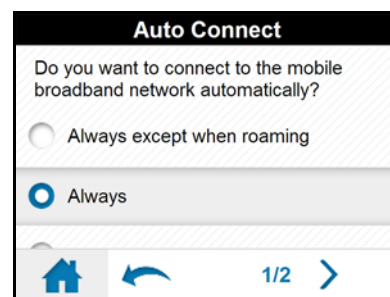 Auto Connect
Do you want to connect to the mobile
broadband network automatically?
Always except when roaming
Always
1/2